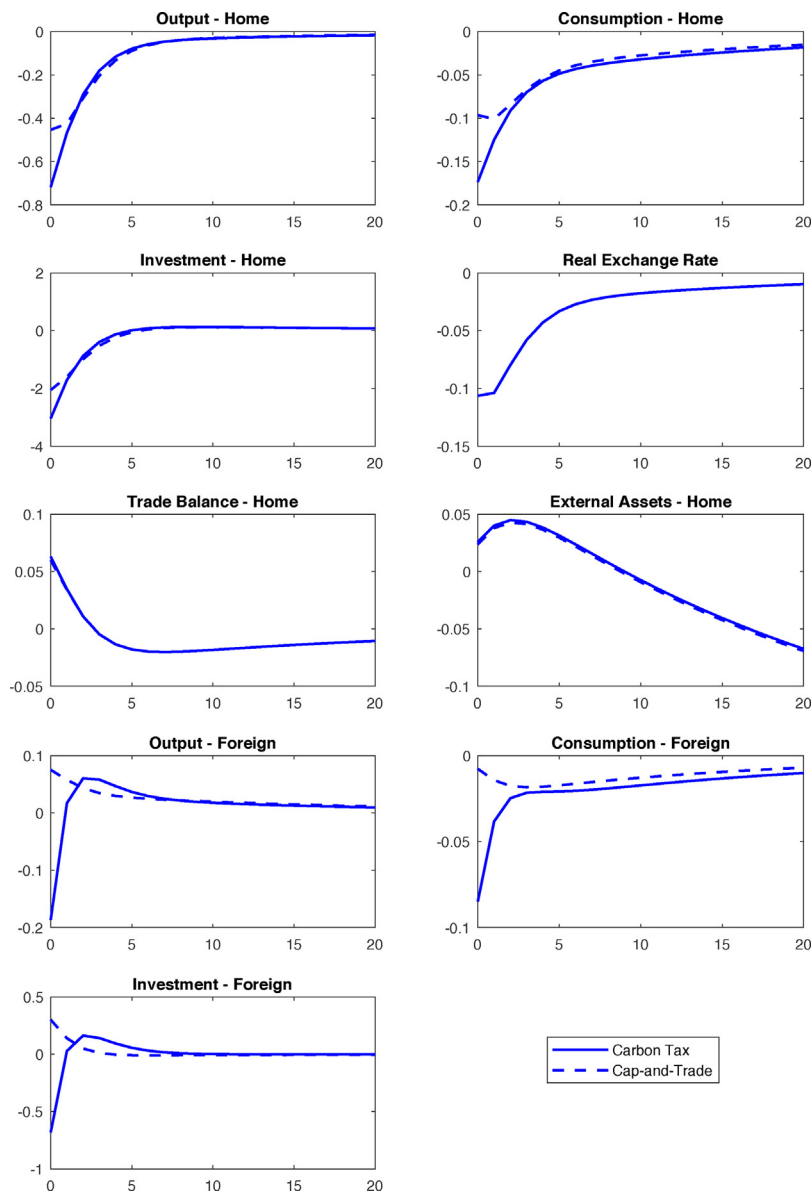 Output - Home
0
-0.2
-0.4
-0.6
-0.8
0 5 10 15 20
Consumption - Home
0
-0.05
-0.1
-0.15
-0.2
0 5 10 15 20
Investment - Home
2
0
-2
-4
0 5 10 15 20
Real Exchange Rate
0
-0.05
-0.1
-0.15
0 5 10 15 20
Trade Balance - Home
0.1
0.05
0
-0.05
0 5 10 15 20
External Assets - Home
0.05
0
-0.05
-0.1
0 5 10 15 20
Output - Foreign
0.1
0
-0.1
-0.2
0 5 10 15 20
Consumption - Foreign
0
-0.05
-0.1
0 5 10 15 20
Investment - Foreign
0.5
0
-0.5
-1
0 5 10 15 20
Carbon Tax
Cap-and-Trade